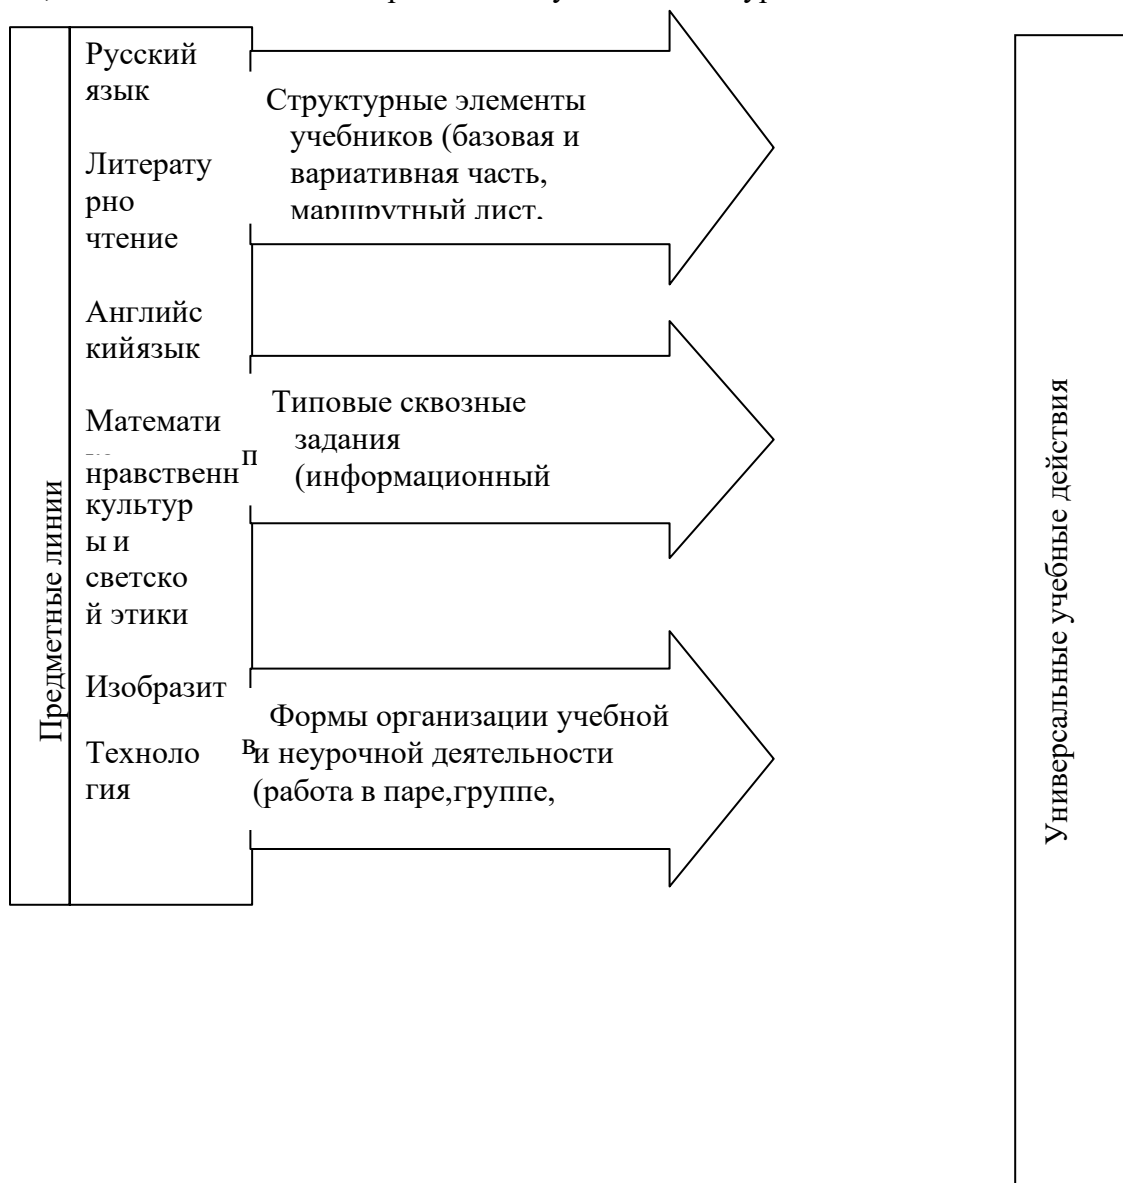 Предметные линии
Русский
язык
Литерату
рно
чтение
Английс
кийязык
Математи
нравственн
культур
ы и
светско
й этики
Изобразит
Техноло
гия
Структурные элементы
учебников (базовая и
вариативная часть,
маршрутный лист,
п
Типовые сквозные
задания
(информационный
Формы организации учебной
в
и неурочной деятельности
(работа в паре,группе,
Универсальные учебные действия